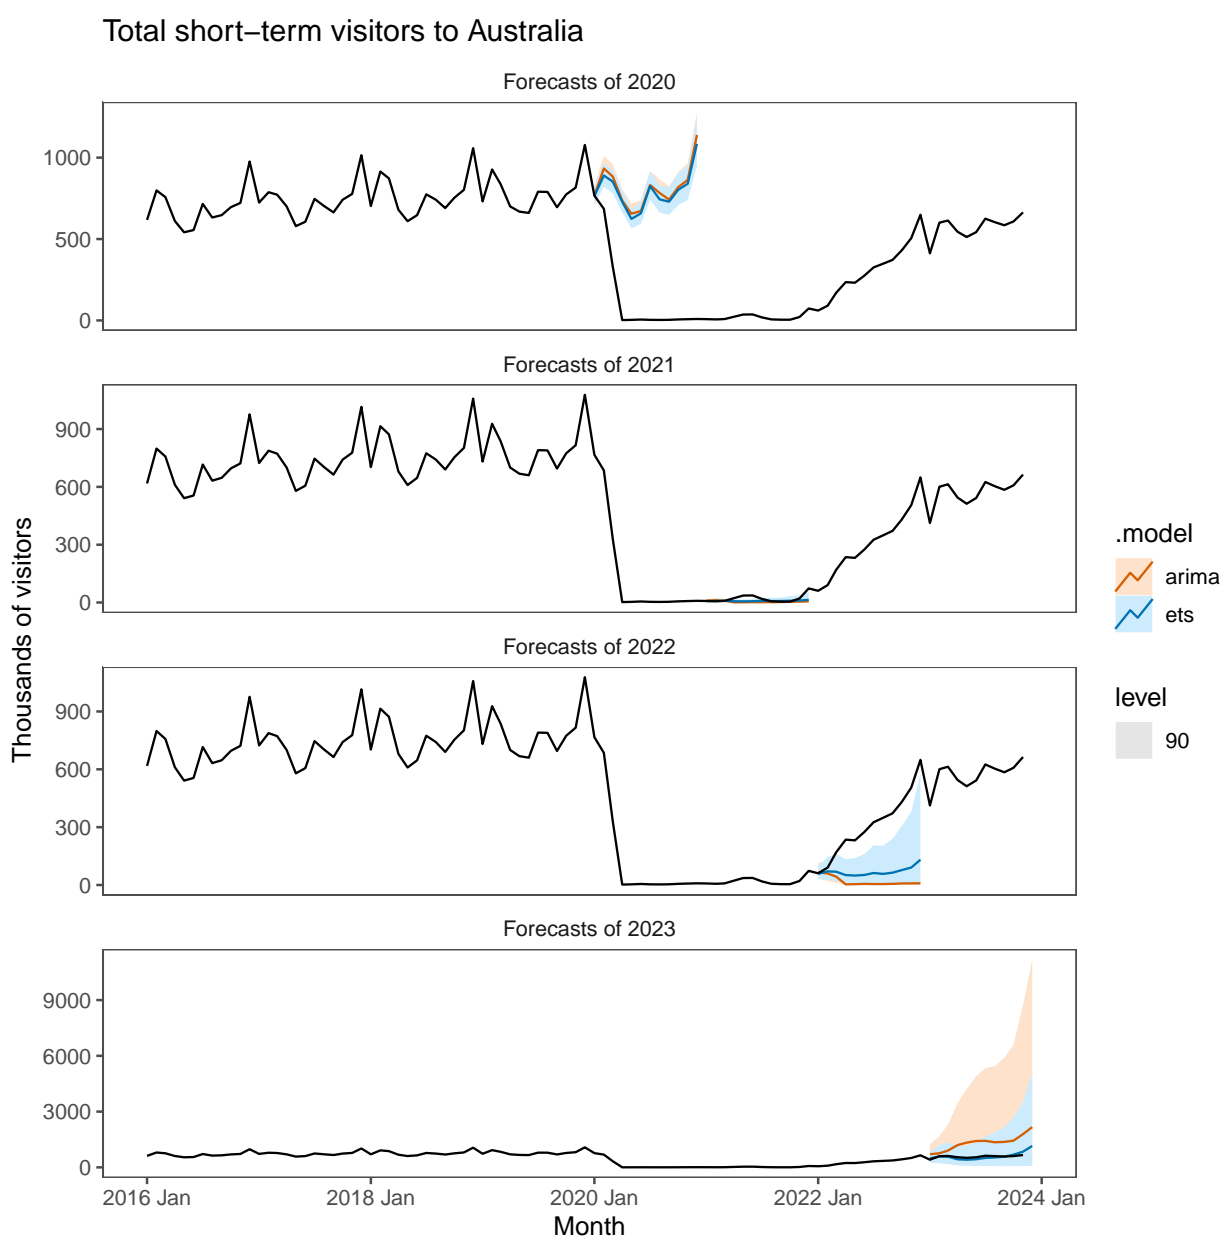 Total short−term visitors to Australia
Forecasts of 2020
1000
500
0
Forecasts of 2021
900
600
300
0
Forecasts of 2022
900
600
300
0
Forecasts of 2023
9000
6000
3000
0
2016 Jan
2018 Jan
2020 Jan
2022 Jan
2024 Jan
Month
Thousands of visitors
.model
arima
ets
level
90